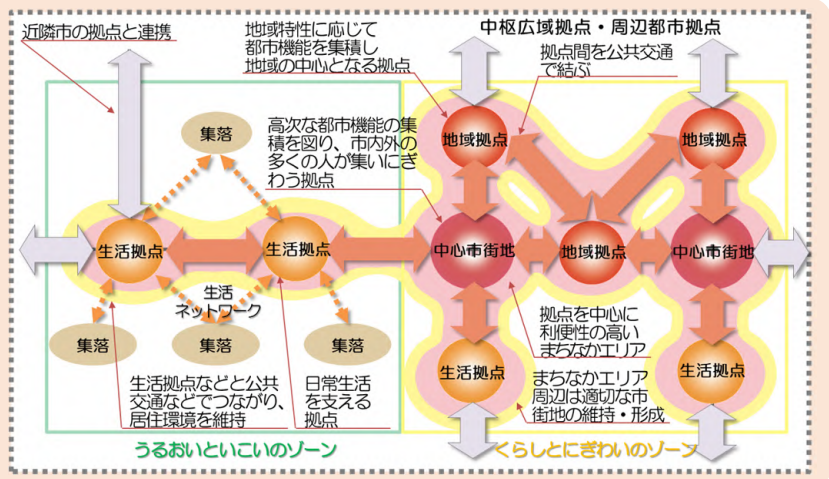 近隣市の拠点と連携
地域特性に応じて
都市機能を集積し
地域の中心となる拠点
中枢広域拠点・周辺都市拠点
拠点間を公共交通
で結ぶ
集落
高次な都市機能の集
積を図り、市内外の
多くの人が集いにぎ
わう拠点
地域拠点
地域拠点
生活拠点
生活拠点
中心市街地
地域拠点
中心市街地
生活
ネットワーク
集落
集落
集落
拠点を中心に
利便性の高い
まちなかエリア
生活拠点
生活拠点
生活拠点などと公共
交通などでつながり、
居住環境を維持
日常生活
を支える
拠点
まちなかエリア
周辺は適切な市
街地の維持・形成
うるおいといこいのゾーン
くらしとにぎわいのゾーン